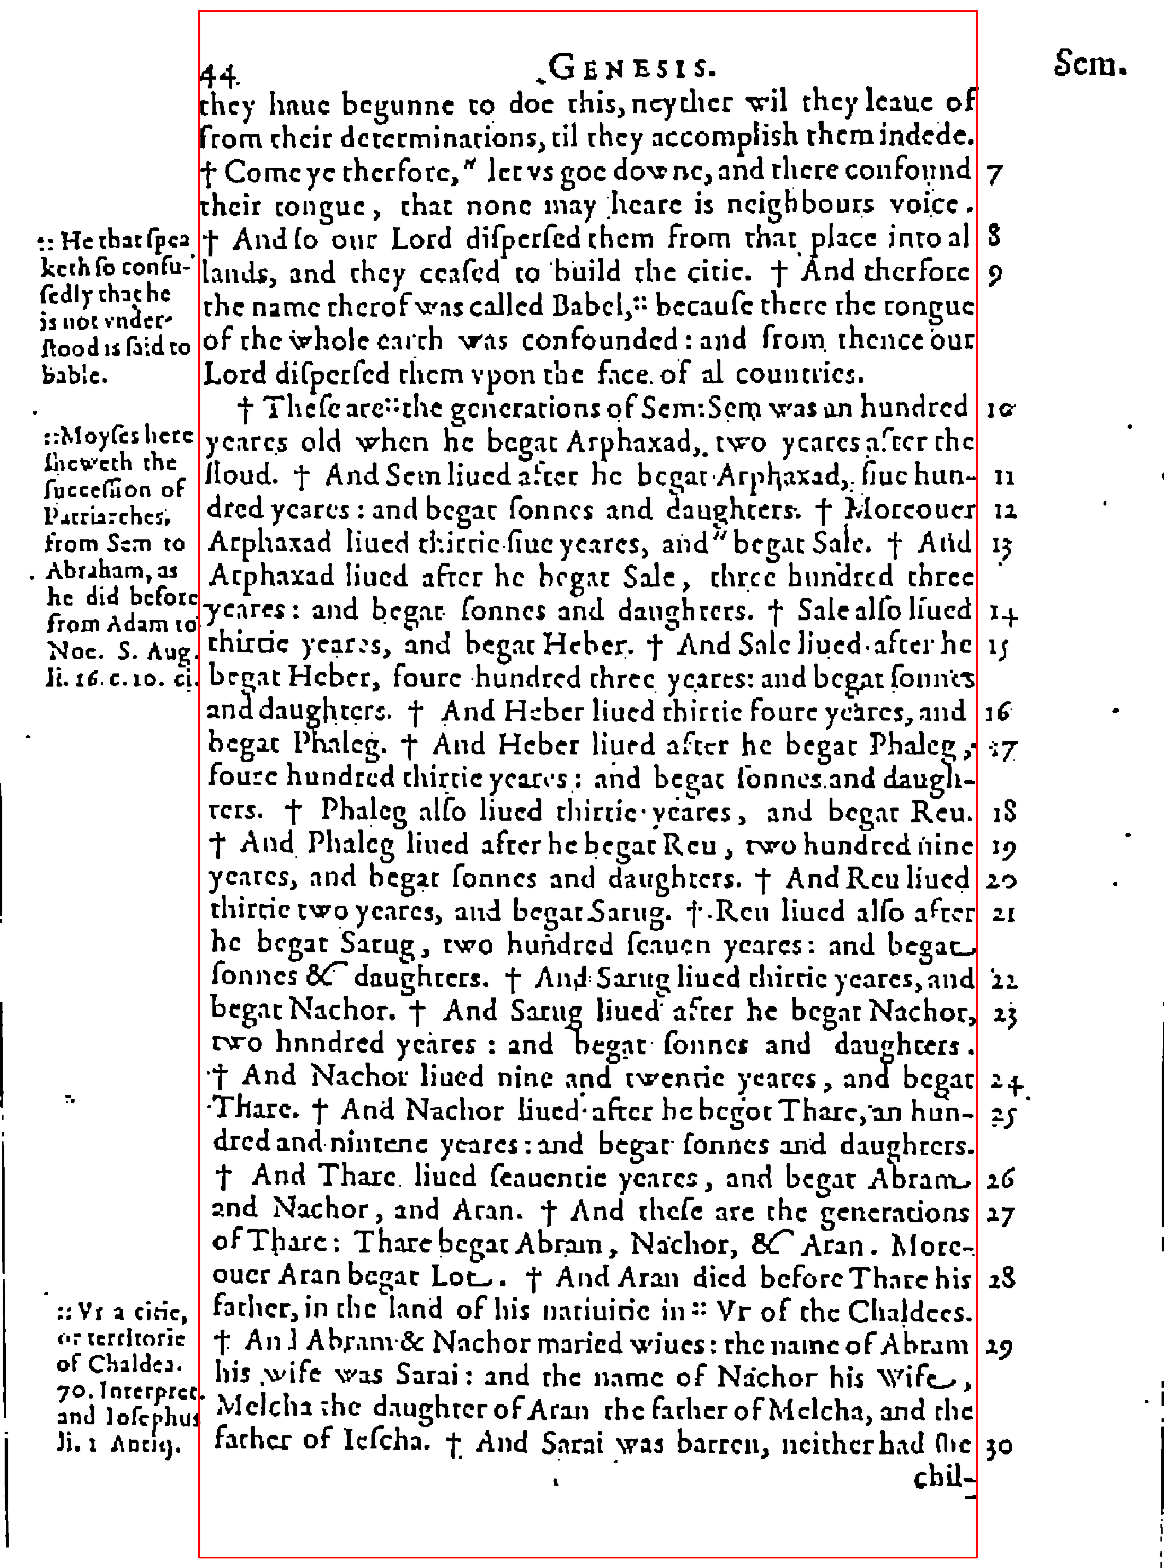 44. GENESIS. Sem.
they haue begunne to doe this, neyther wil they leaue of
from their determinations, til they accomplish them indede.
† Come ye therfore," let vs goe downe, and there confound 7
their tongue, that none may heare is neighbours voice.
† And so our Lord diſperſed them from that place into al 8
lands, and they ceaſed to build the citie. † And therfore 9
the name therof was called Babel, :: becauſe there the tongue
of the whole earth was confounded: and from thence our
Lord diſperſed them vpon the face of al countries.
:: He that ſpea
keth ſo confu-
ſedly that he
is not vnder-
ſtood is ſaid to
bable.
† Theſe are :: the generations of Sem: Sem was an hundred 10
yeares old when he begat Arphaxad, two yeares after the
floud. † And Sem liued after he begat Arphaxad, fiue hun- 11
dred yeares: and begat ſonnes and daughters. † Moreouer 12
Arphaxad liued thirtie fiue yeares, and" begat Sale. † And 13
Arphaxad liued after he begat Sale, three hundred three
yeares: and begat ſonnes and daughters. † Sale alſo liued 14
thirtie yeares, and begat Heber. † And Sale liued after he 15
begat Heber, foure hundred three yeares: and begat ſonnes
and daughters. † And Heber liued thirtie foure yeares, and 16
begat Phaleg. † And Heber liued after he begat Phaleg, 17
foure hundred thirtie yeares: and begat ſonnes and daugh-
ters. † Phaleg alſo liued thirtie yeares, and begat Reu. 18
† And Phaleg liued after he begat Reu, two hundred nine 19
yeares, and begat ſonnes and daughters. † And Reu liued 20
thirtie two yeares, and begat Sarug. † Reu liued alſo after 21
he begat Sarug, two hundred ſeauen yeares: and begat
ſonnes & daughters. † And Sarug liued thirtie yeares, and 22
begat Nachor. † And Sarug liued after he begat Nachor, 23
two hnndred yeares: and begat ſonnes and daughters.
† And Nachor liued nine and twentie yeares, and begat 24
Thare. † And Nachor liued after he begot Thare, an hun- 25
dred and nintene yeares: and begat ſonnes and daughters.
† And Thare liued ſeauentie yeares, and begat Abram 26
and Nachor, and Aran. † And theſe are the generations 27
of Thare: Thare begat Abram, Nachor, & Aran. More-
ouer Aran begat Lot. † And Aran died before Thare his 28
father, in the land of his natiuitie in :: Vr of the Chaldees.
† And Abram & Nachor maried wiues: the name of Abram 29
his wife was Sarai: and the name of Nachor his wife,
Melcha the daughter of Aran the father of Melcha, and the
father of Ieſcha. † And Sarai was barren, neither had ſhe 30
chil-
:: Moyſes here
ſheweth the
ſucceſſion of
Patriarches,
from Sem to
Abraham, as
he did before
from Adam to
Noe. S. Aug.
li. 16. c. 10. ci.
:: Vr a citie,
or territorie
of Chaldea.
70. Interpret.
and Ioſephus
li. 1 Antiq.